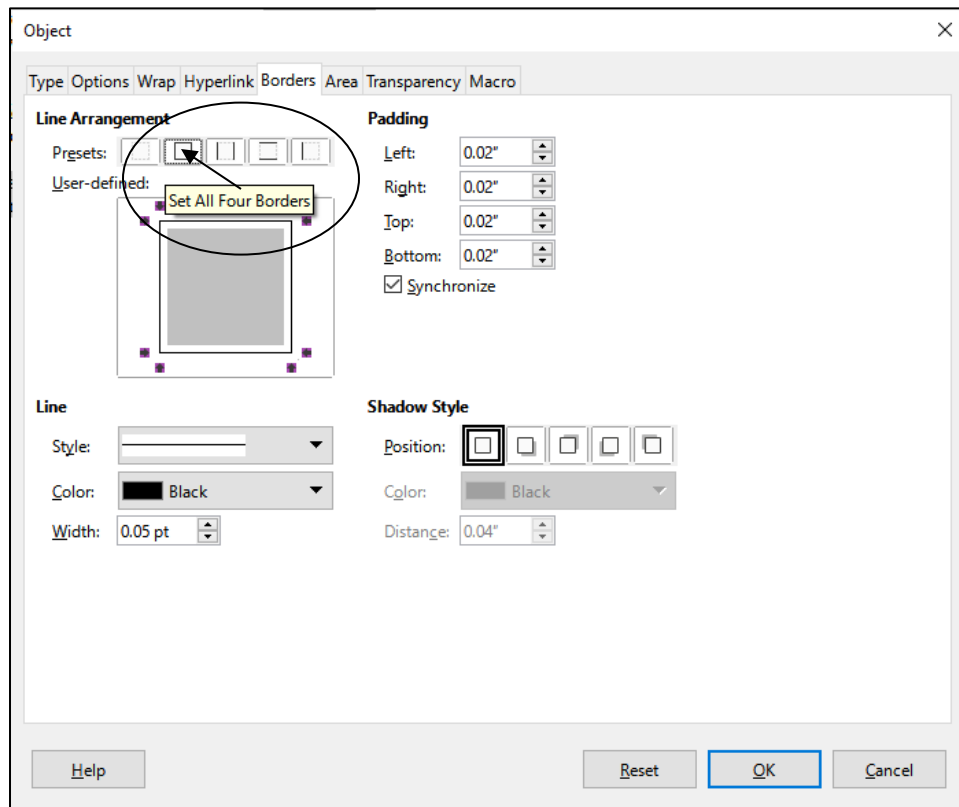 Object
Type Options Wrap Hyperlink Borders Area Transparency Macro
Line Arrangement
Presets:
User-defined:
Set All Four Borders
Padding
Left: 0.02"
Right: 0.02"
Top: 0.02"
Bottom: 0.02"
Synchronize
Line
Style:
Color: Black
Width: 0.05 pt
Shadow Style
Position:
Color: Black
Distance: 0.04"
Help Reset OK Cancel